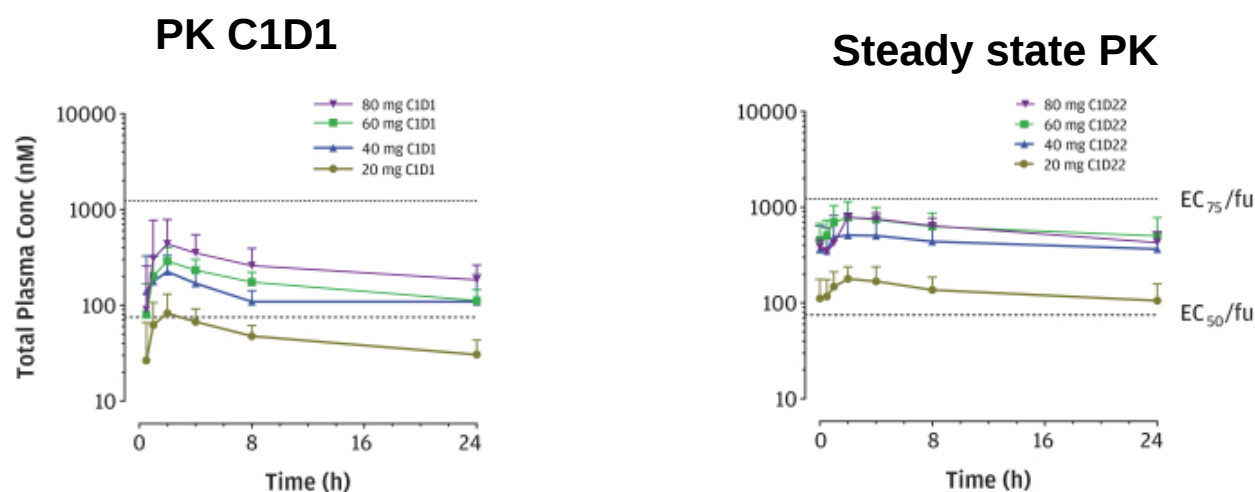 PK C1D1
Total Plasma Conc (nM)
10000
1000
100
10
80 mg C1D1
60 mg C1D1
40 mg C1D1
20 mg C1D1
0 8 16 24
Time (h)
Steady state PK
10000
1000
100
10
80 mg C1D22
60 mg C1D22
40 mg C1D22
20 mg C1D22
EC75/fu
EC50/fu
0 8 16 24
Time (h)